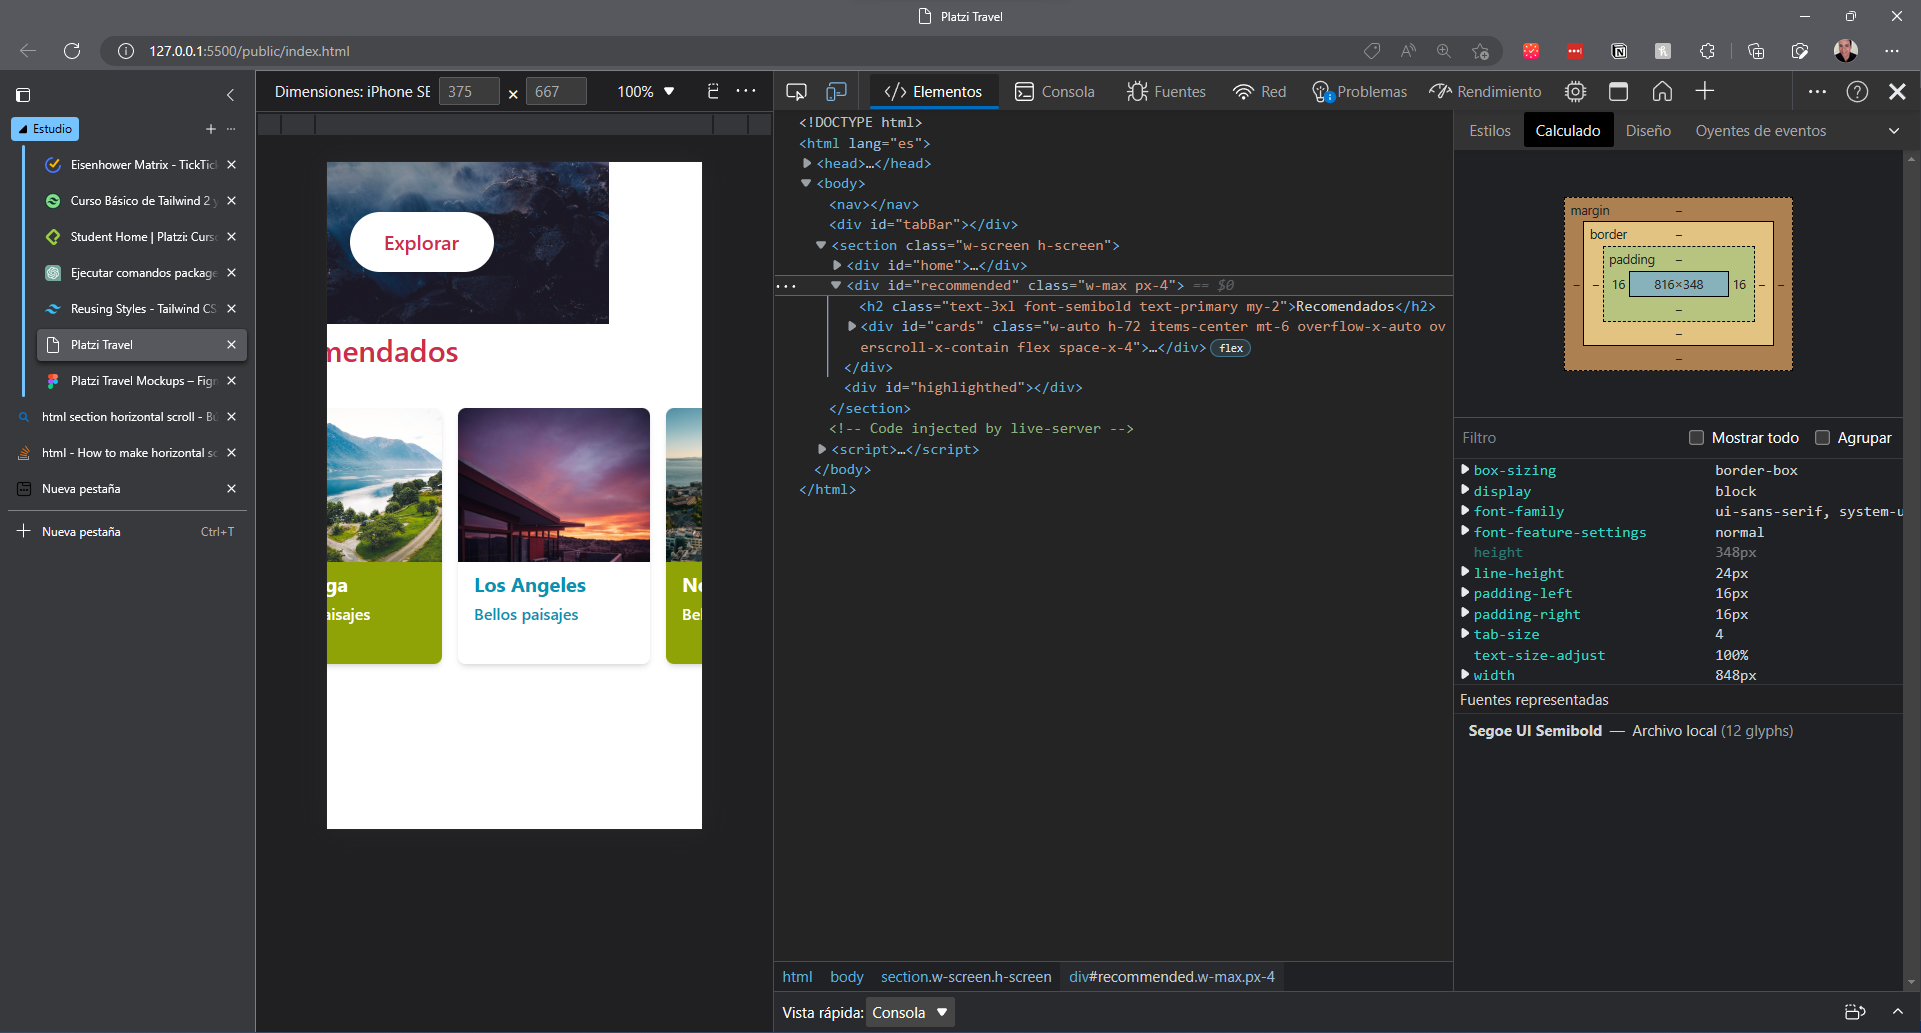 Platzi Travel
127.0.0.1:5500/public/index.html
Estudio
Eisenhower Matrix - TickTic
Curso Básico de Tailwind 2 y
Student Home | Platzi: Curso
Ejecutar comandos package
Reusing Styles - Tailwind CS
Platzi Travel
Platzi Travel Mockups – Figm
html section horizontal scroll - Bú
html - How to make horizontal sc
Nueva pestaña
Nueva pestaña Ctrl+T
Dimensiones: iPhone SE 375 × 667 100%
Explorar
mendados
ga
aisajes
Los Angeles
Bellos paisajes
Bel
Elementos Consola Fuentes Red Problemas Rendimiento
<!DOCTYPE html>
<html lang="es">
<head>…</head>
<body>
<nav></nav>
<div id="tabBar"></div>
<section class="w-screen h-screen">
<div id="home">…</div>
<div id="recommended" class="w-max px-4"> == $0
<h2 class="text-3xl font-semibold text-primary my-2">Recomendados</h2>
<div id="cards" class="w-auto h-72 items-center mt-6 overflow-x-auto ov
erscroll-x-contain flex space-x-4">…</div> flex
</div>
<div id="highlighthed"></div>
</section>
<!-- Code injected by live-server -->
<script>…</script>
</body>
</html>
html body section.w-screen.h-screen div#recommended.w-max.px-4
Vista rápida: Consola
Estilos Calculado Diseño Oyentes de eventos
margin –
border –
padding –
– – 16 816×348 16 – –
–
–
–
Filtro Mostrar todo Agrupar
box-sizing border-box
display block
font-family ui-sans-serif, system-u
font-feature-settings normal
height 348px
line-height 24px
padding-left 16px
padding-right 16px
tab-size 4
text-size-adjust 100%
width 848px
Fuentes representadas
Segoe UI Semibold — Archivo local (12 glyphs)